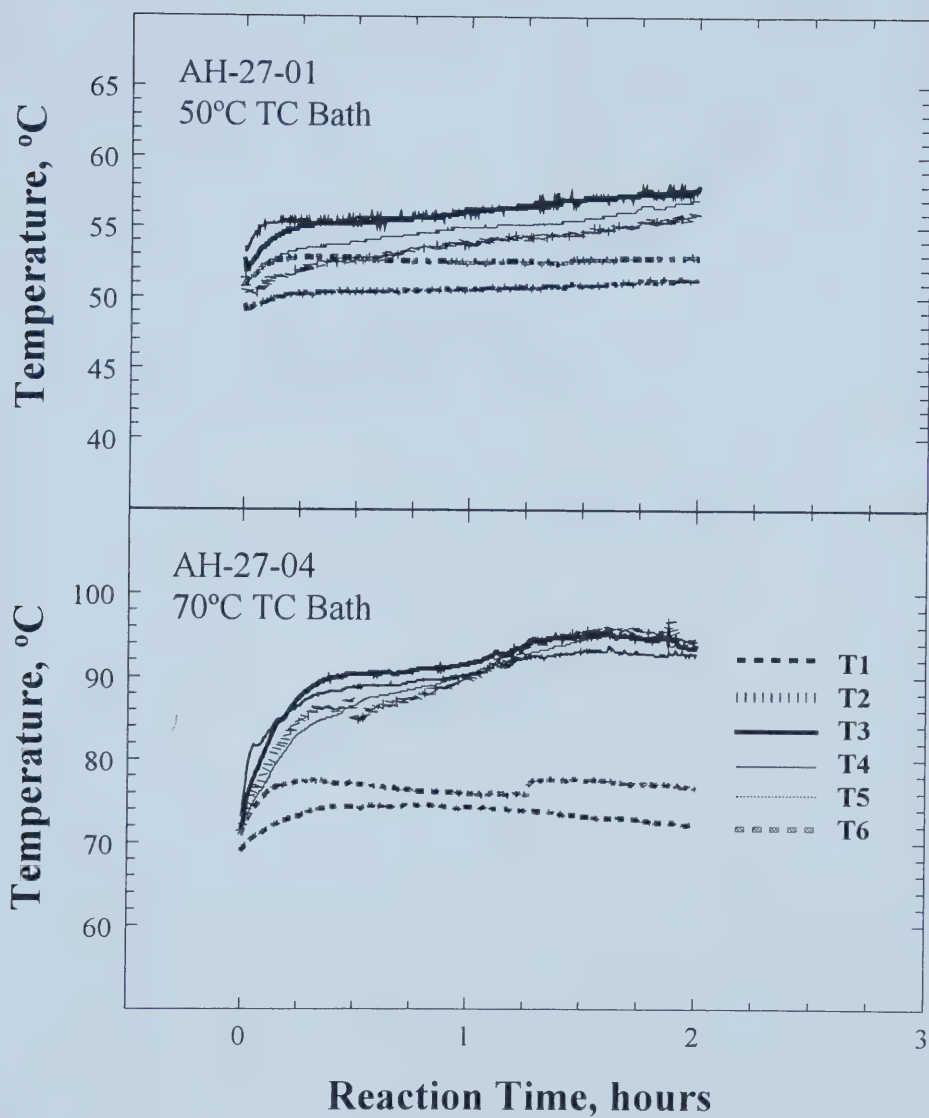 AH-27-01
50ºC TC Bath
Temperature, ºC
65
60
55
50
45
40
AH-27-04
70ºC TC Bath
Temperature, ºC
100
90
80
70
60
T1
T2
T3
T4
T5
T6
0
1
2
3
Reaction Time, hours